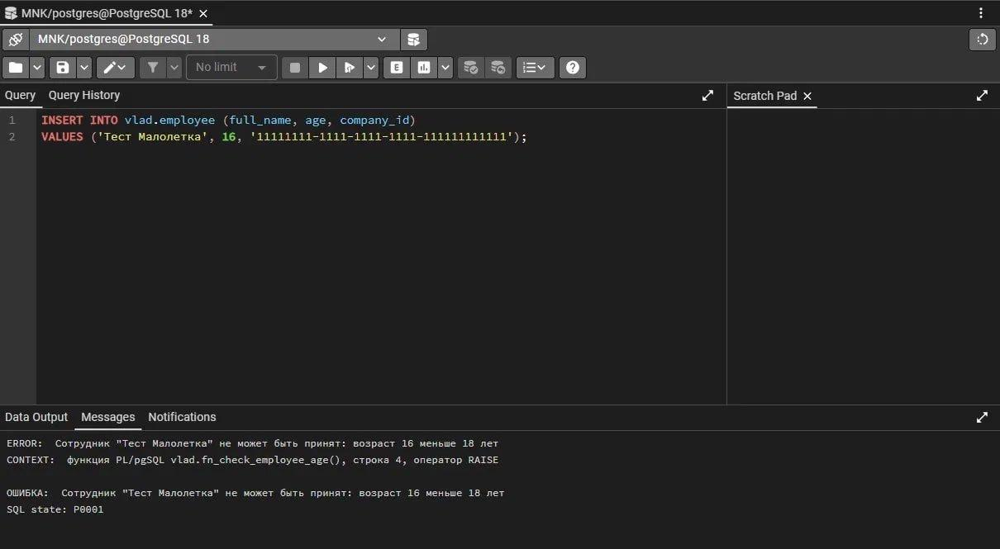 MNK/postgres@PostgreSQL 18*
MNK/postgres@PostgreSQL 18
No limit
E
Query Query History
Scratch Pad
1 INSERT INTO vlad.employee (full_name, age, company_id)
2 VALUES ('Тест Малолетка', 16, '11111111-1111-1111-1111-111111111111');
Data Output Messages Notifications
ERROR: Сотрудник "Тест Малолетка" не может быть принят: возраст 16 меньше 18 лет
CONTEXT: функция PL/pgSQL vlad.fn_check_employee_age(), строка 4, оператор RAISE
ОШИБКА: Сотрудник "Тест Малолетка" не может быть принят: возраст 16 меньше 18 лет
SQL state: P0001